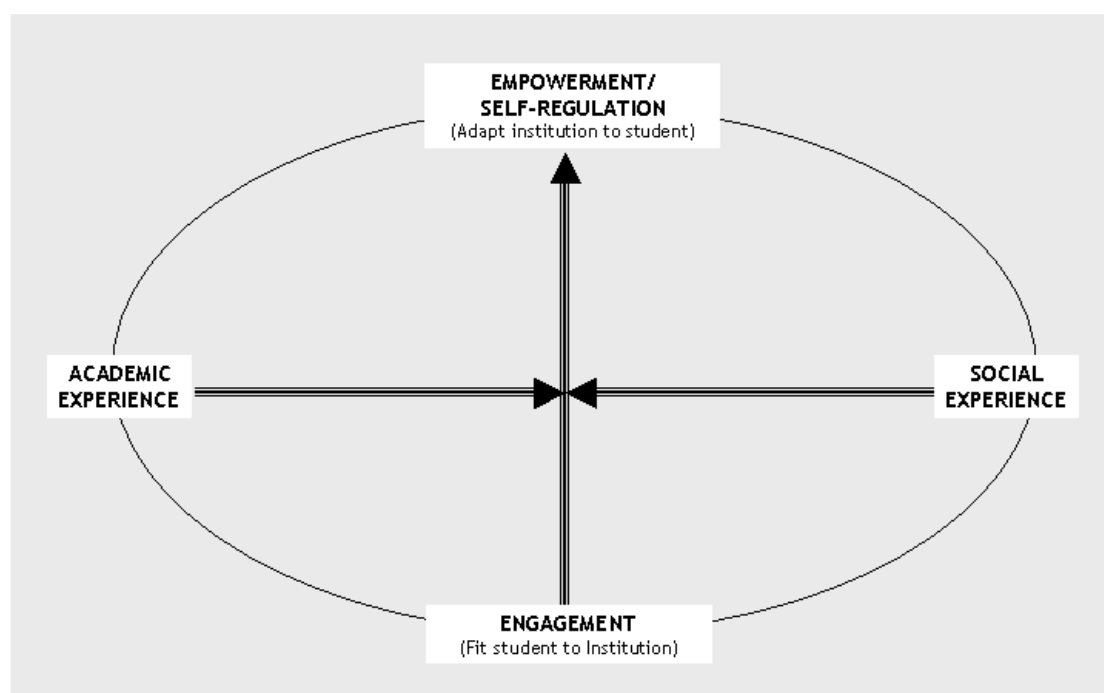 EMPOWERMENT/
SELF-REGULATION
(Adapt institution to student)
ACADEMIC
EXPERIENCE
SOCIAL
EXPERIENCE
ENGAGEMENT
(Fit student to Institution)